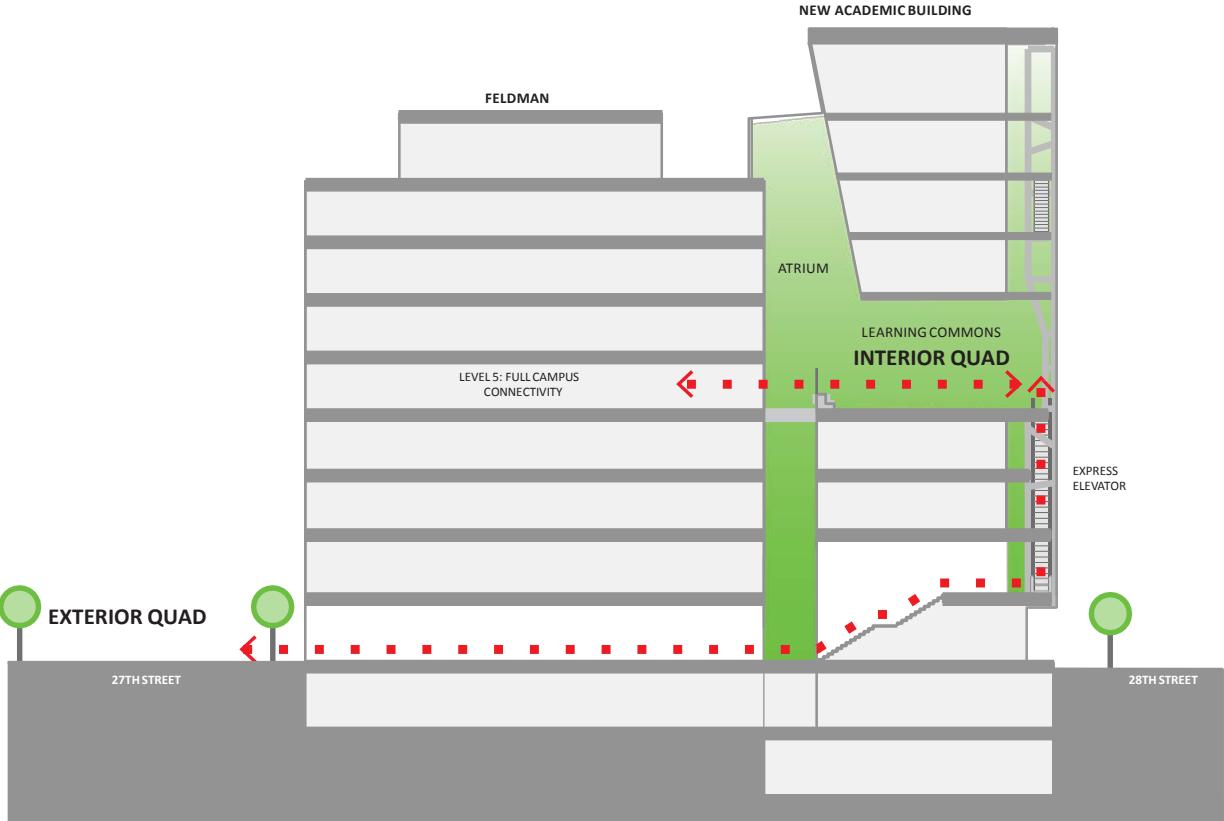 NEW ACADEMIC BUILDING
FELDMAN
ATRIUM
LEARNING COMMONS
INTERIOR QUAD
LEVEL 5: FULL CAMPUS
CONNECTIVITY
EXPRESS
ELEVATOR
EXTERIOR QUAD
27TH STREET
28TH STREET